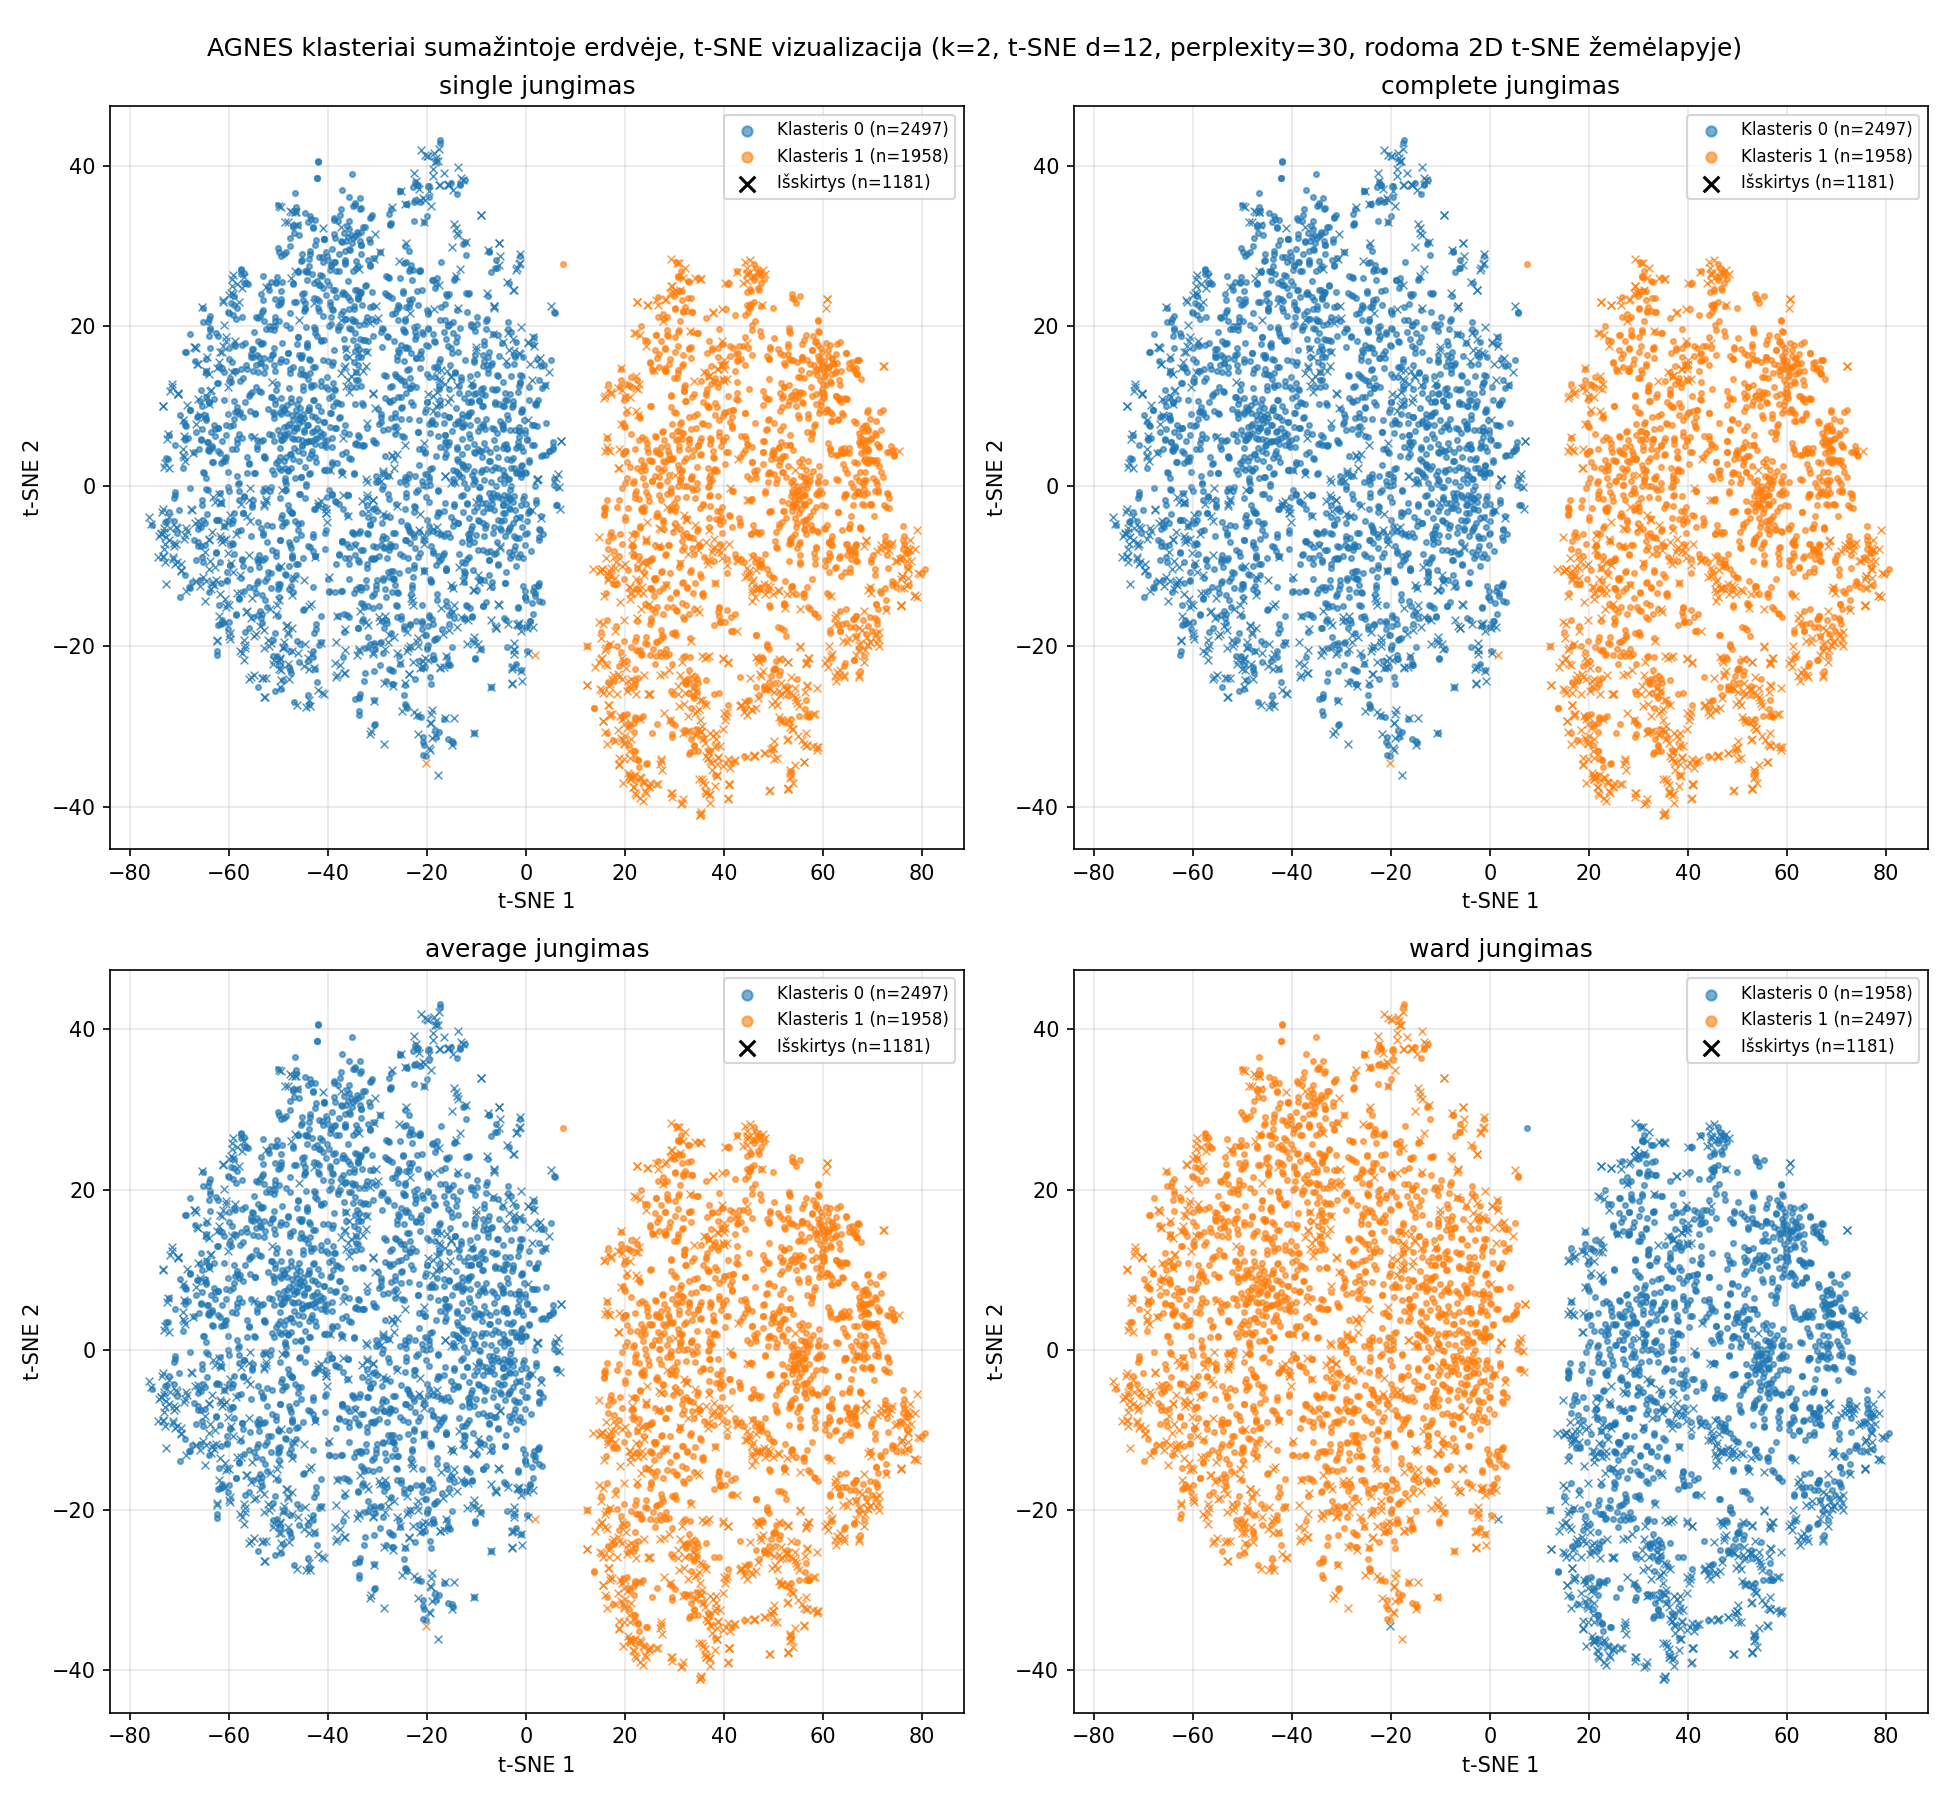 AGNES klasteriai sumažintoje erdvėje, t-SNE vizualizacija (k=2, t-SNE d=12, perplexity=30, rodoma 2D t-SNE žemėlapyje)
single jungimas
Klasteris 0 (n=2497)
Klasteris 1 (n=1958)
Išskirtys (n=1181)
40
20
0
−20
−40
t-SNE 2
−80 −60 −40 −20 0 20 40 60 80
t-SNE 1
complete jungimas
Klasteris 0 (n=2497)
Klasteris 1 (n=1958)
Išskirtys (n=1181)
40
20
0
−20
−40
t-SNE 2
−80 −60 −40 −20 0 20 40 60 80
t-SNE 1
average jungimas
Klasteris 0 (n=2497)
Klasteris 1 (n=1958)
Išskirtys (n=1181)
40
20
0
−20
−40
t-SNE 2
−80 −60 −40 −20 0 20 40 60 80
t-SNE 1
ward jungimas
Klasteris 0 (n=1958)
Klasteris 1 (n=2497)
Išskirtys (n=1181)
40
20
0
−20
−40
t-SNE 2
−80 −60 −40 −20 0 20 40 60 80
t-SNE 1